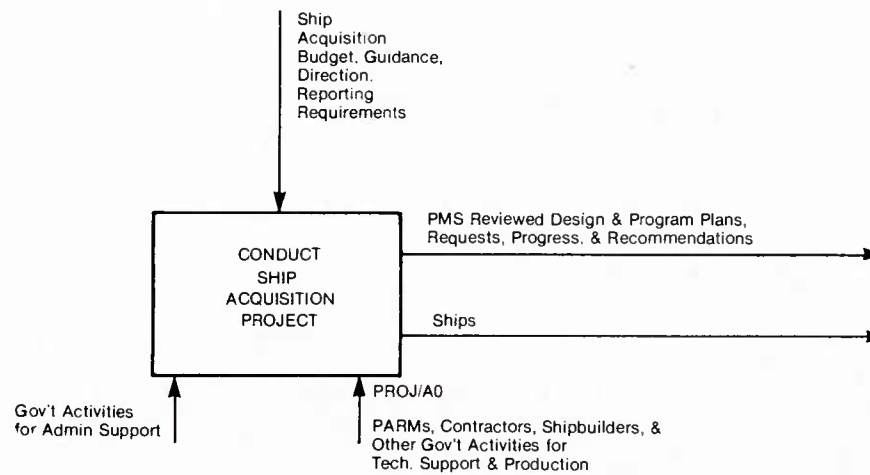 Ship
Acquisition
Budget. Guidance,
Direction.
Reporting
Requirements
PMS Reviewed Design & Program Plans,
Requests, Progress. & Recommendations
CONDUCT
SHIP
ACQUISITION
PROJECT
Ships
PROJ/A0
Gov't Activities
for Admin Support
PARMs, Contractors, Shipbuilders, &
Other Gov't Activities for
Tech. Support & Production